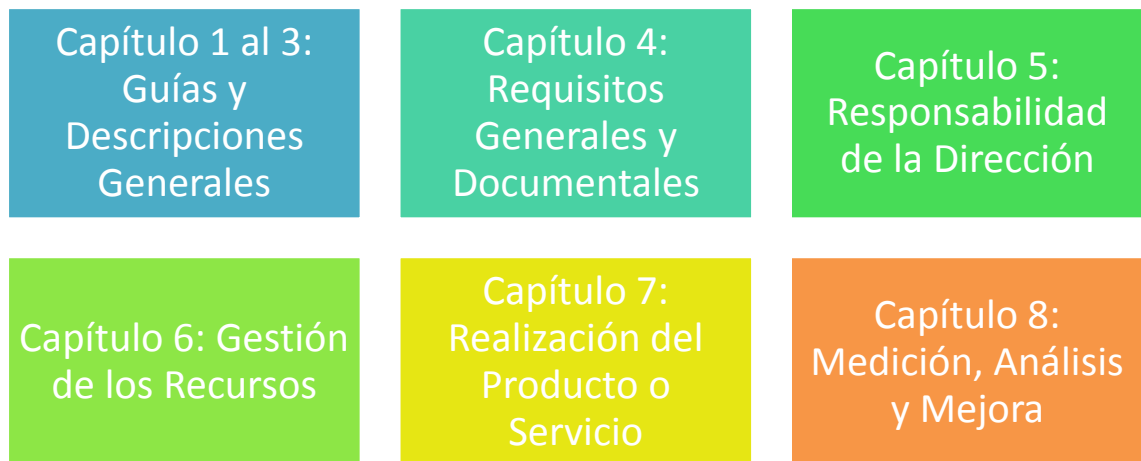 Capítulo 1 al 3:
Guías y
Descripciones
Generales
Capítulo 4:
Requisitos
Generales y
Documentales
Capítulo 5:
Responsabilidad
de la Dirección
Capítulo 6: Gestión
de los Recursos
Capítulo 7:
Realización del
Producto o
Servicio
Capítulo 8:
Medición, Análisis
y Mejora